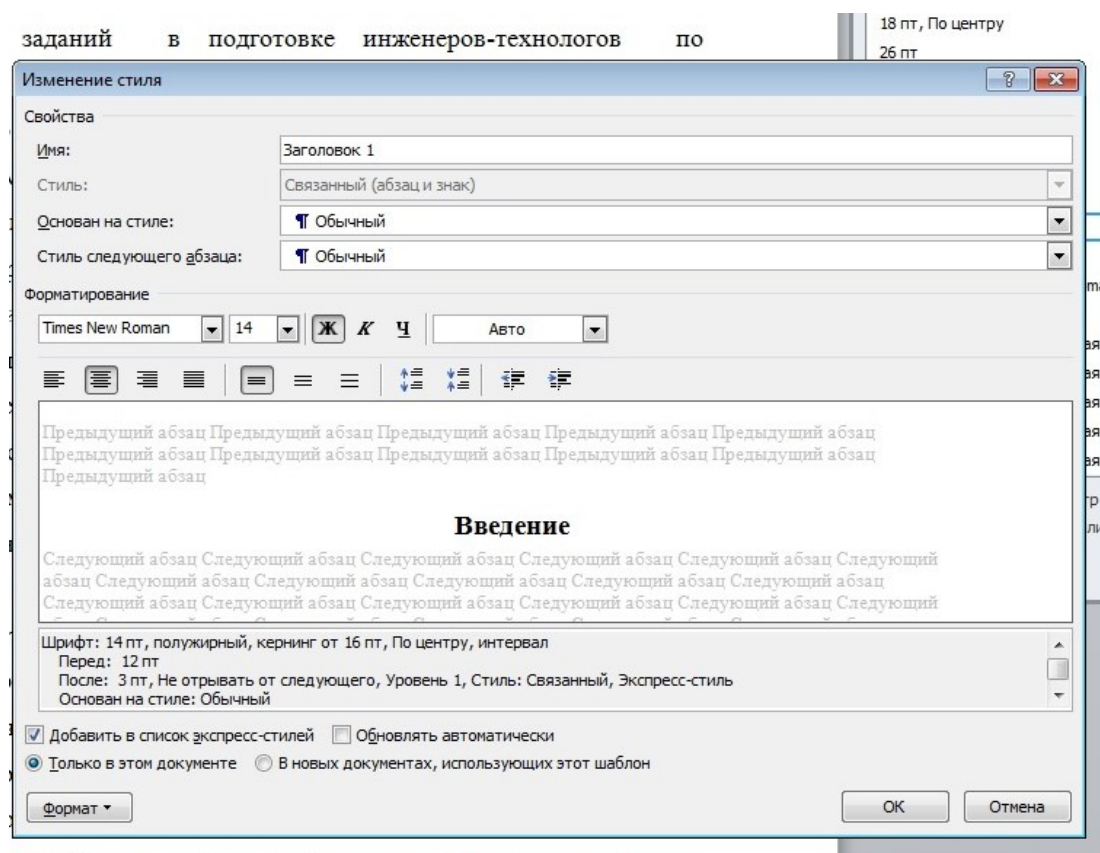 18 пт, По центру
заданий в подготовке инженеров-технологов по
26 пт
Изменение стиля
Свойства
Имя: Заголовок 1
Стиль: Связанный (абзац и знак)
Основан на стиле: ¶ Обычный
Стиль следующего абзаца: ¶ Обычный
Форматирование
Times New Roman 14 Ж К Ч Авто
Предыдущий абзац Предыдущий абзац Предыдущий абзац Предыдущий абзац Предыдущий абзац
Предыдущий абзац Предыдущий абзац Предыдущий абзац Предыдущий абзац Предыдущий абзац
Предыдущий абзац
Введение
Следующий абзац Следующий абзац Следующий абзац Следующий абзац Следующий абзац Следующий
абзац Следующий абзац Следующий абзац Следующий абзац Следующий абзац Следующий абзац
Следующий абзац Следующий абзац Следующий абзац Следующий абзац Следующий абзац Следующий
Шрифт: 14 пт, полужирный, кернинг от 16 пт, По центру, интервал
Перед: 12 пт
После: 3 пт, Не отрывать от следующего, Уровень 1, Стиль: Связанный, Экспресс-стиль
Основан на стиле: Обычный
Добавить в список экспресс-стилей Обновлять автоматически
Только в этом документе В новых документах, использующих этот шаблон
Формат ОК Отмена